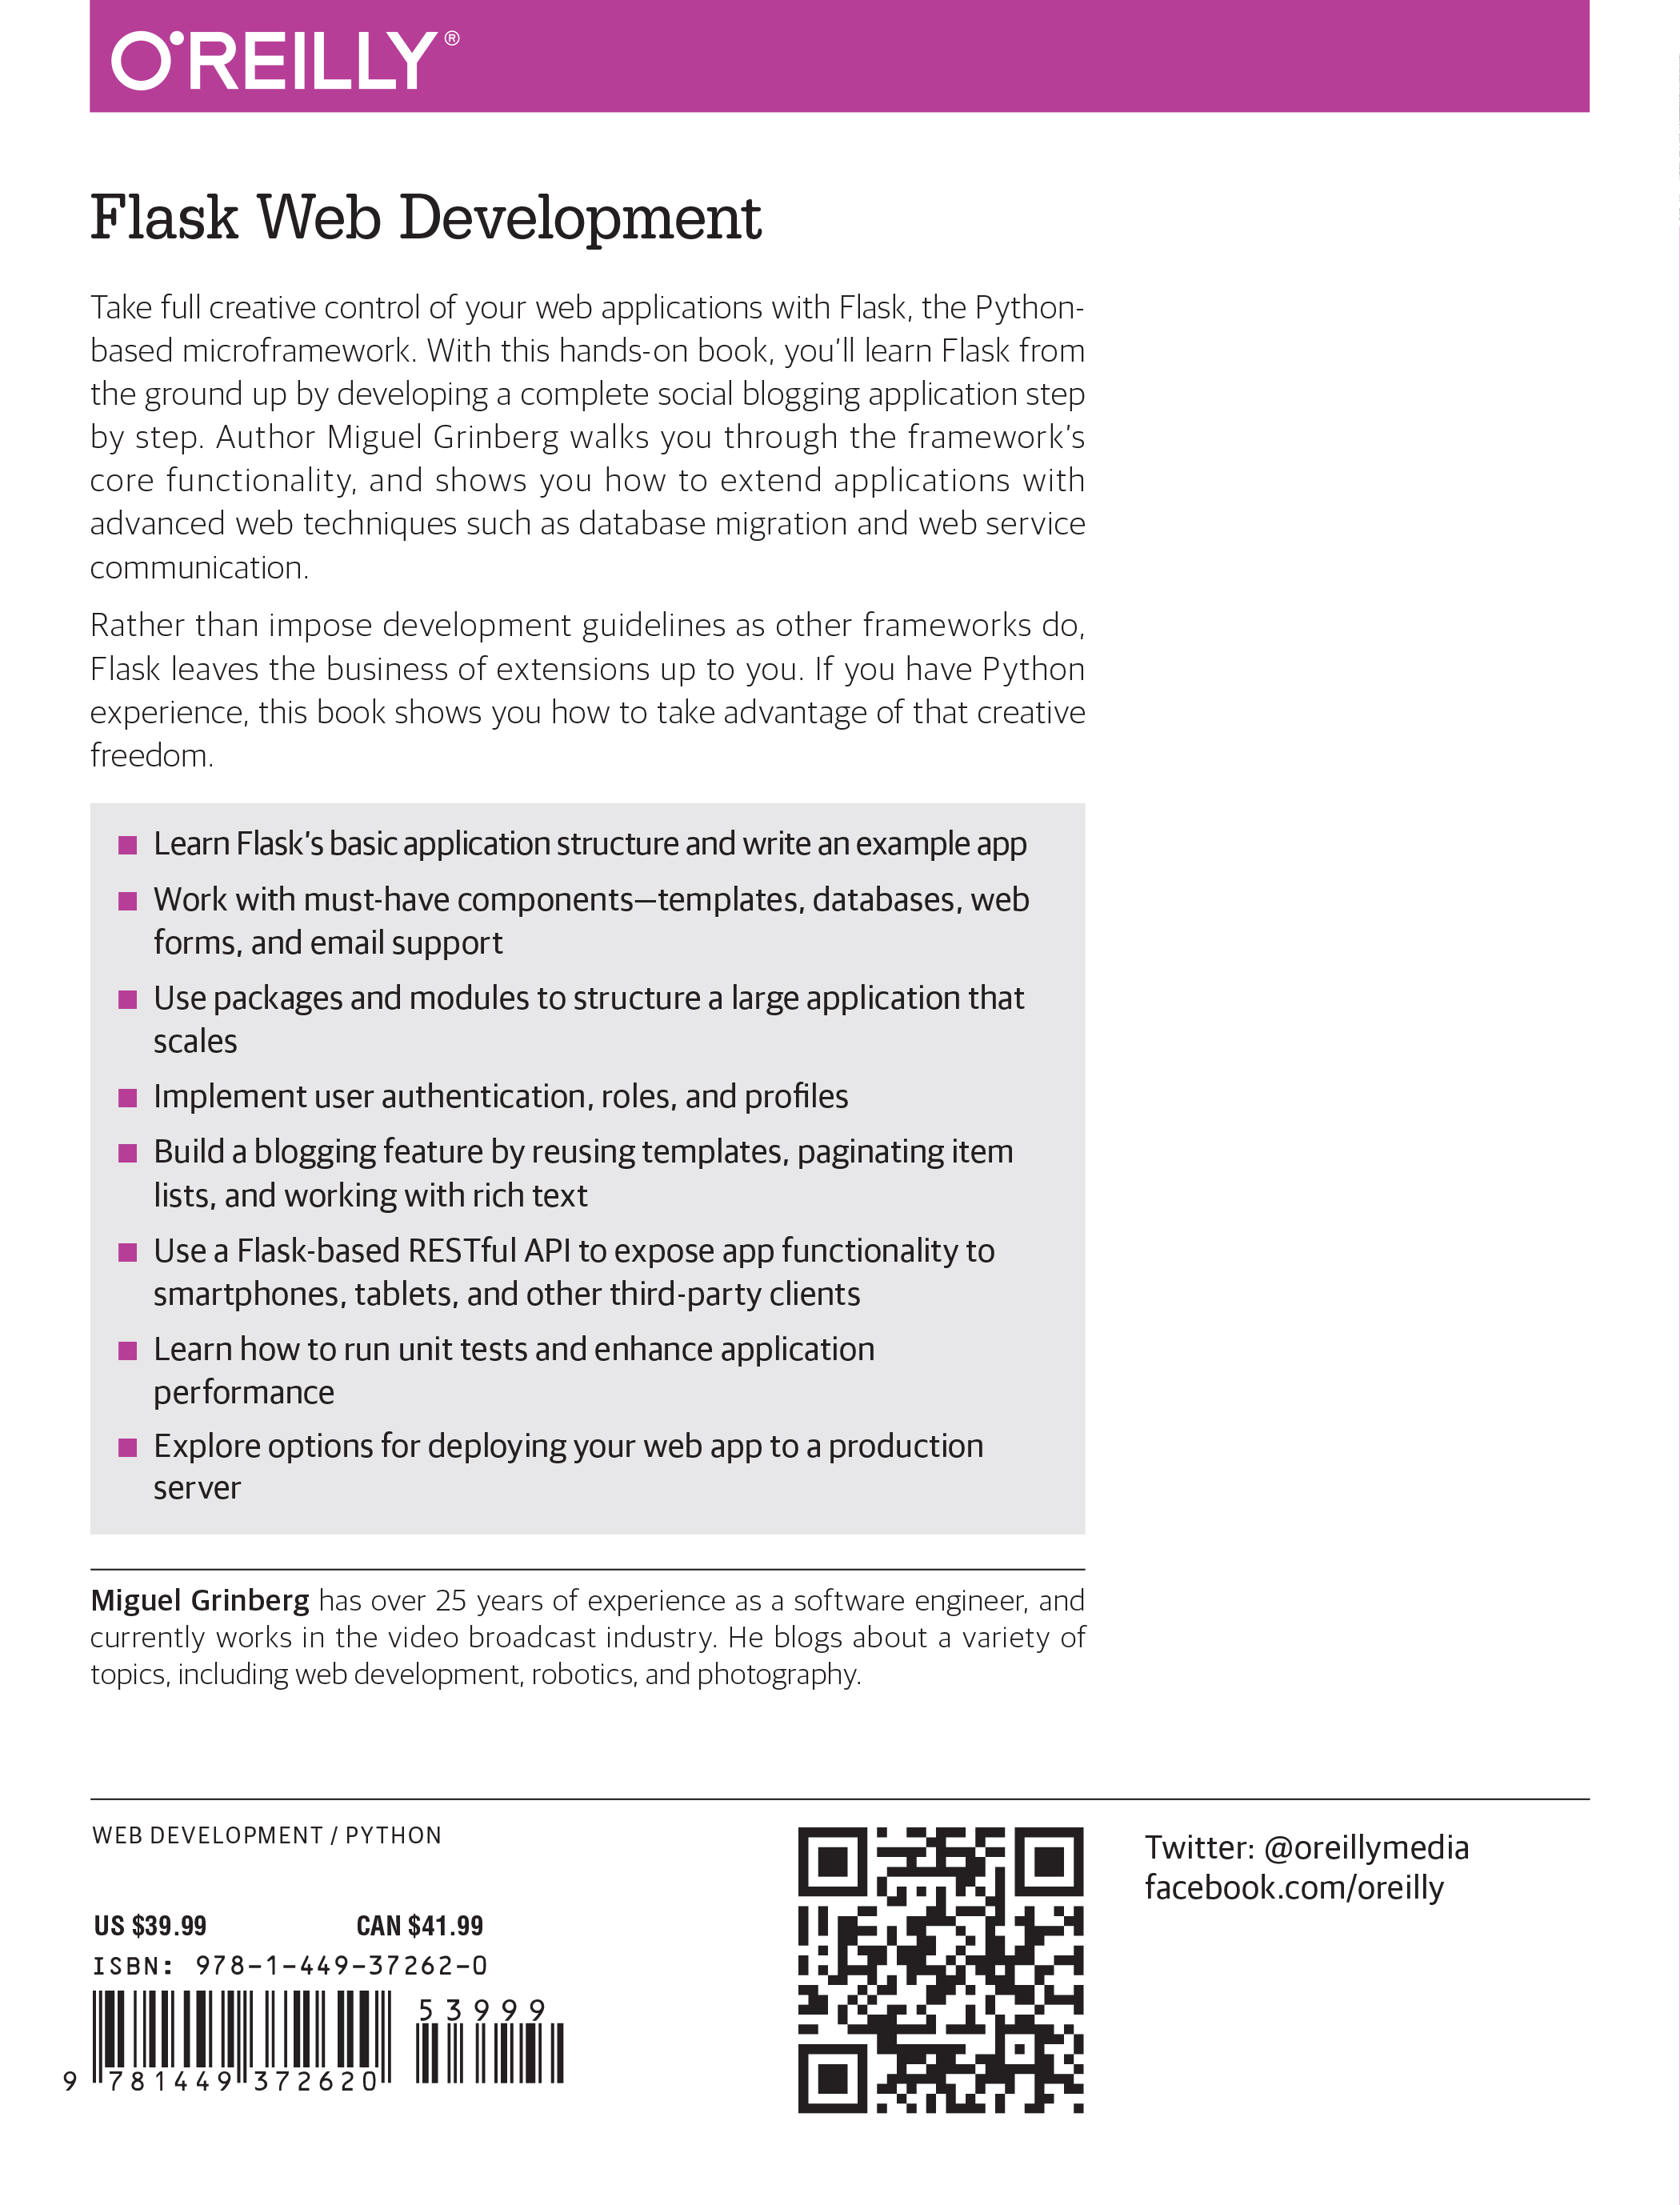 O'REILLY®
Flask Web Development
Take full creative control of your web applications with Flask, the Python-
based microframework. With this hands-on book, you’ll learn Flask from
the ground up by developing a complete social blogging application step
by step. Author Miguel Grinberg walks you through the framework’s
core functionality, and shows you how to extend applications with
advanced web techniques such as database migration and web service
communication.
Rather than impose development guidelines as other frameworks do,
Flask leaves the business of extensions up to you. If you have Python
experience, this book shows you how to take advantage of that creative
freedom.
■ Learn Flask’s basic application structure and write an example app
■ Work with must-have components—templates, databases, web
forms, and email support
■ Use packages and modules to structure a large application that
scales
■ Implement user authentication, roles, and profiles
■ Build a blogging feature by reusing templates, paginating item
lists, and working with rich text
■ Use a Flask-based RESTful API to expose app functionality to
smartphones, tablets, and other third-party clients
■ Learn how to run unit tests and enhance application
performance
■ Explore options for deploying your web app to a production
server
Miguel Grinberg has over 25 years of experience as a software engineer, and
currently works in the video broadcast industry. He blogs about a variety of
topics, including web development, robotics, and photography.
WEB DEVELOPMENT / PYTHON
US $39.99 CAN $41.99
ISBN: 978-1-449-37262-0
53999
9 781449 372620
Twitter: @oreillymedia
facebook.com/oreilly